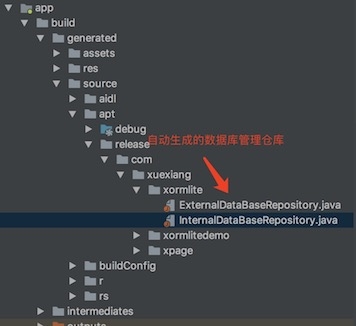 app
build
generated
assets
res
source
aidl
apt
debug
release
自动生成的数据库管理仓库
com
xuexiang
xormlite
ExternalDataBaseRepository.java
InternalDataBaseRepository.java
xormlitedemo
xpage
buildConfig
r
rs
intermediates
outputs